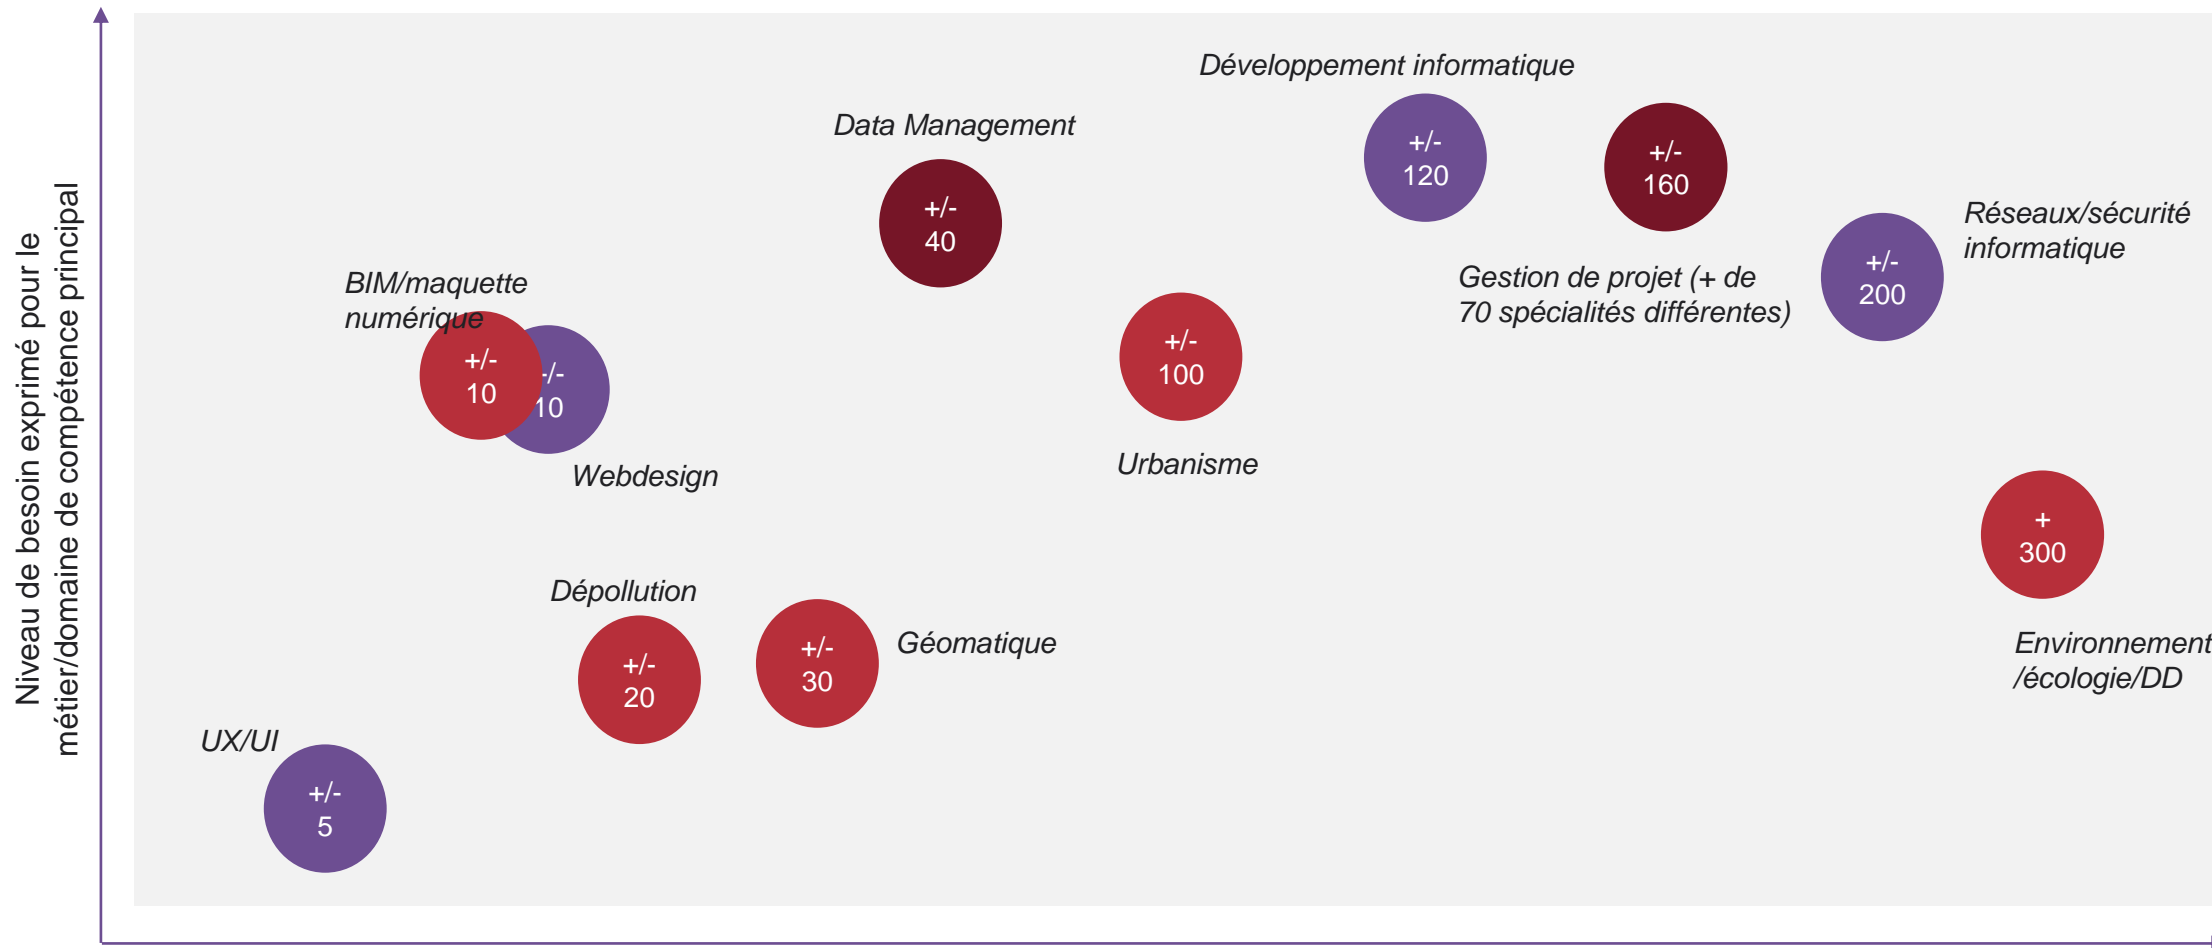 Niveau de besoin exprimé pour le
métier/domaine de compétence principal
Développement informatique
+/-
120
+/-
160
Gestion de projet (+ de
70 spécialités différentes)
Data Management
+/-
40
Réseaux/sécurité
informatique
+/-
200
BIM/maquette
numérique
+/-
10
-/-
10
Webdesign
+/-
100
Urbanisme
+
300
Environnement
/écologie/DD
Dépollution
+/-
20
+/-
30
Géomatique
UX/UI
+/-
5